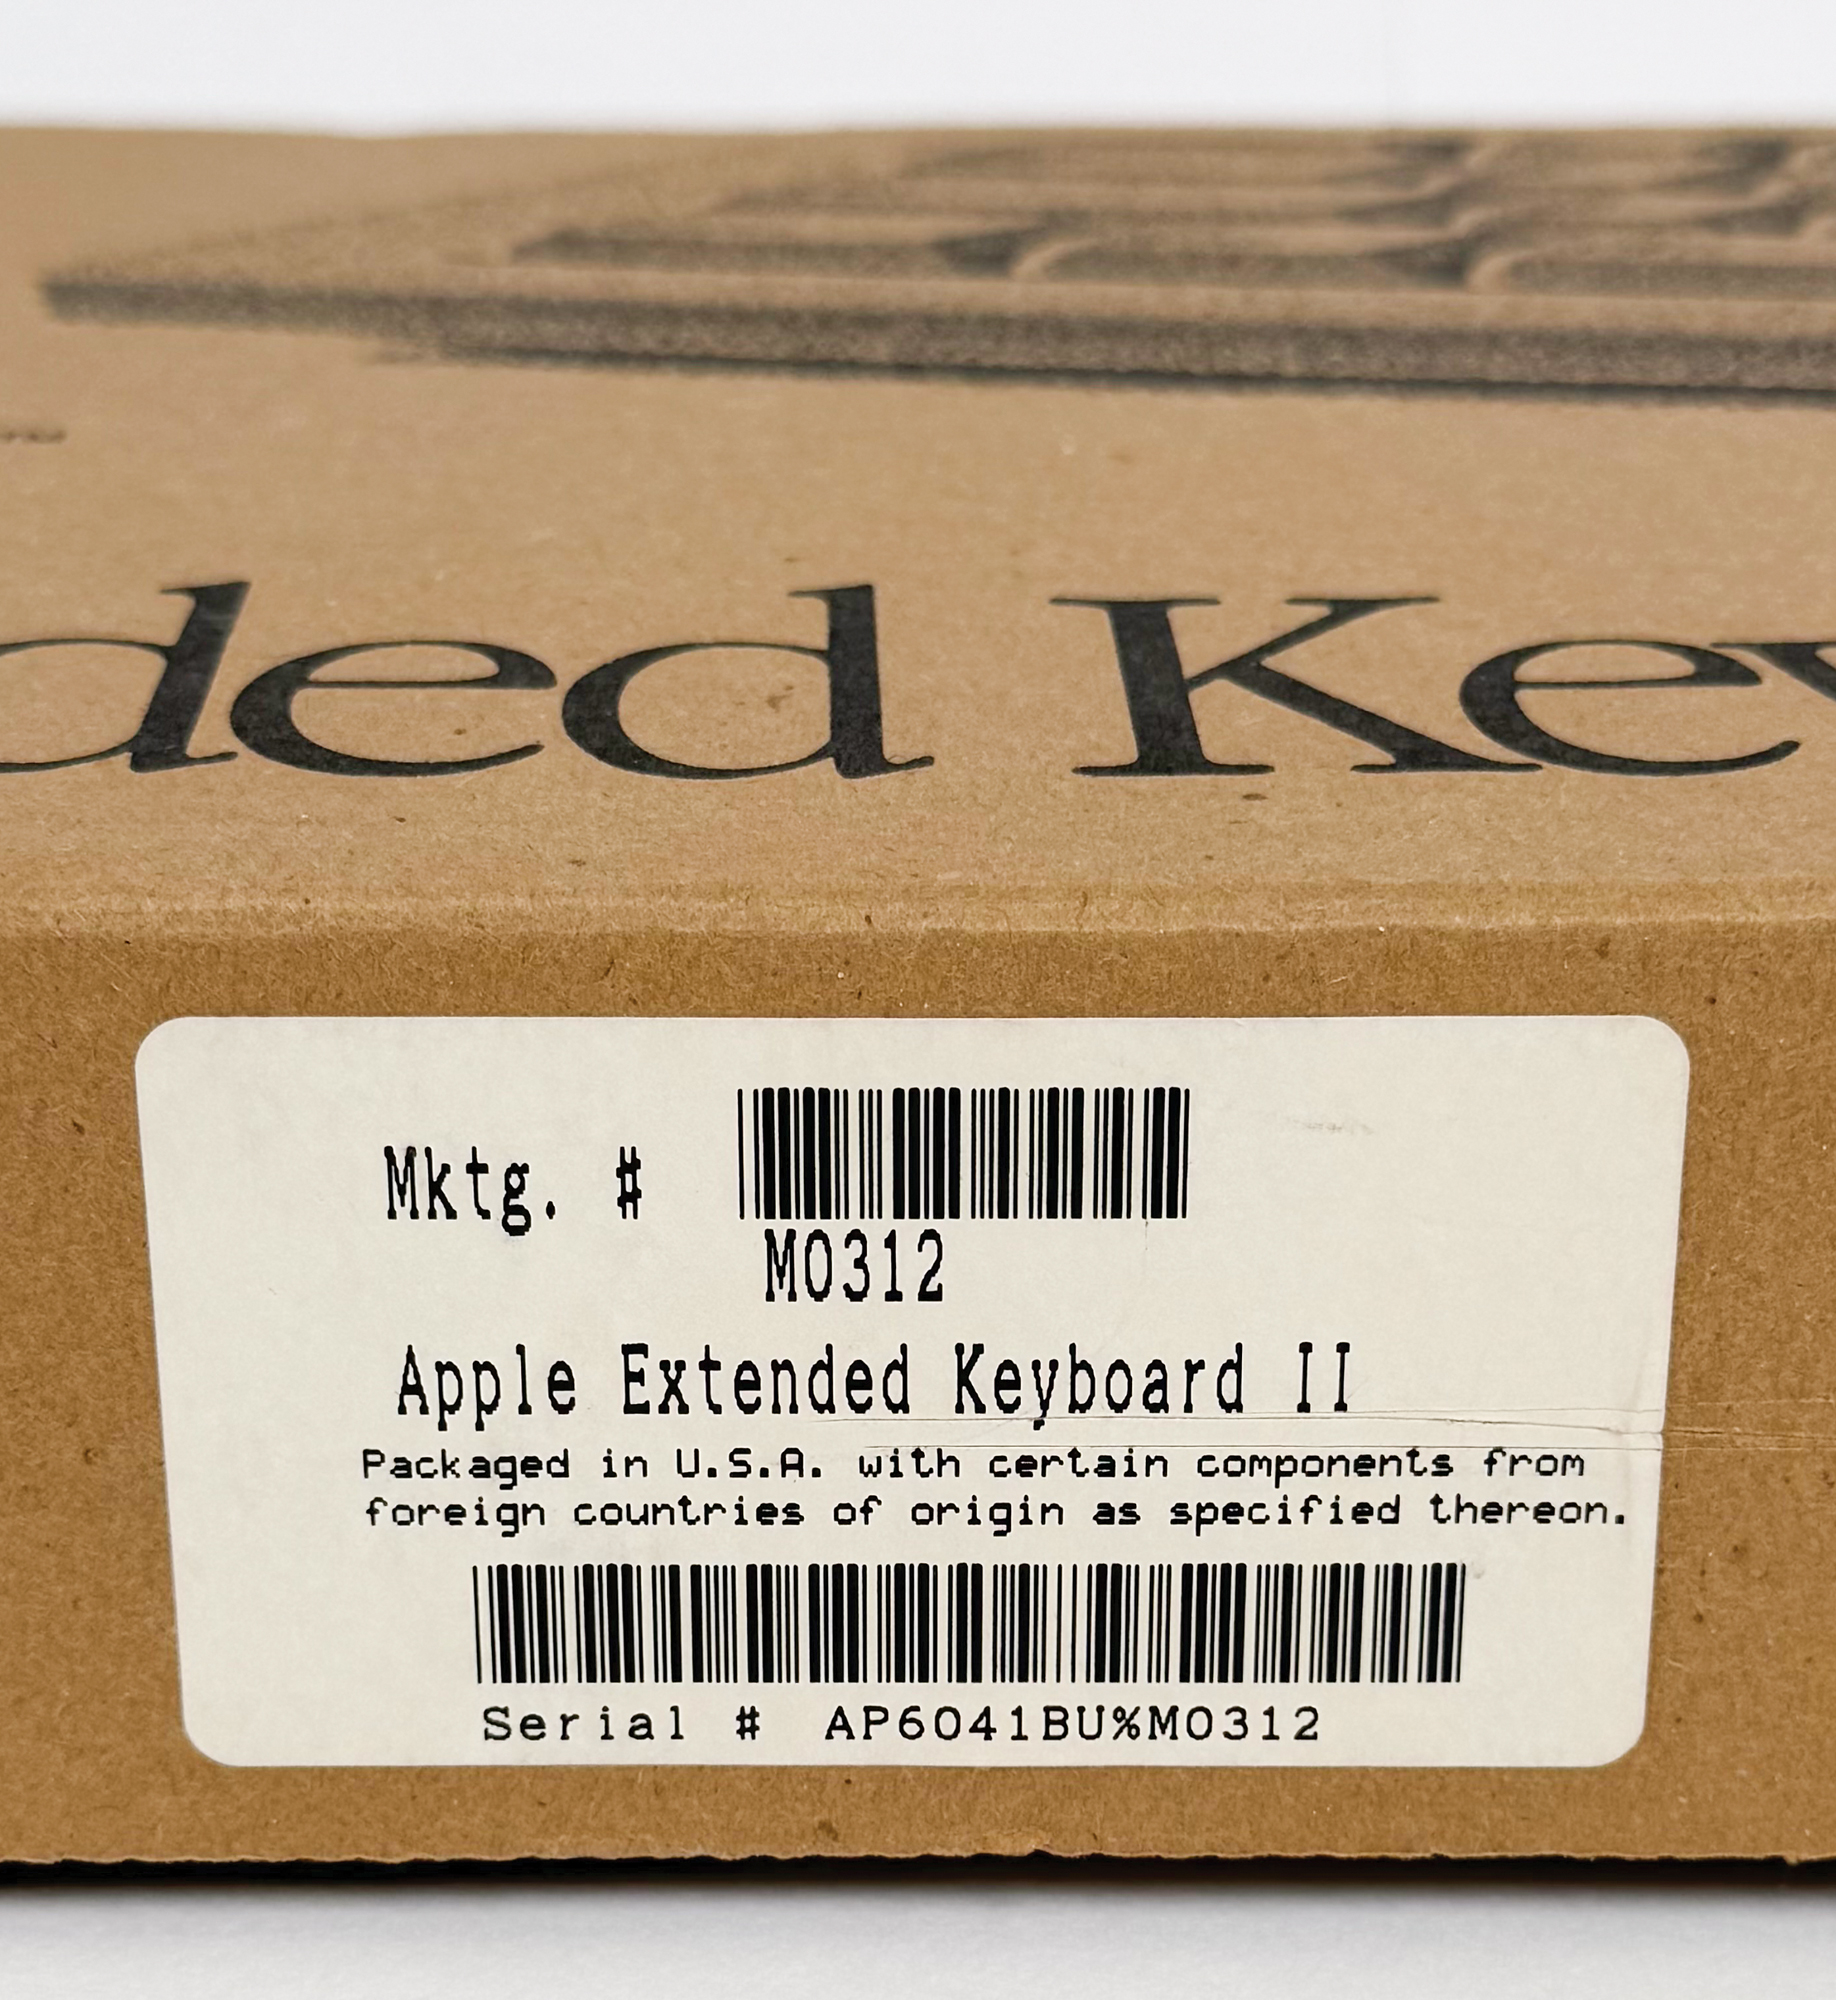 ded Key
Mktg. #
M0312
Apple Extended Keyboard II
Packaged in U.S.A. with certain components from
foreign countries of origin as specified thereon.
Serial # AP6041BU%M0312